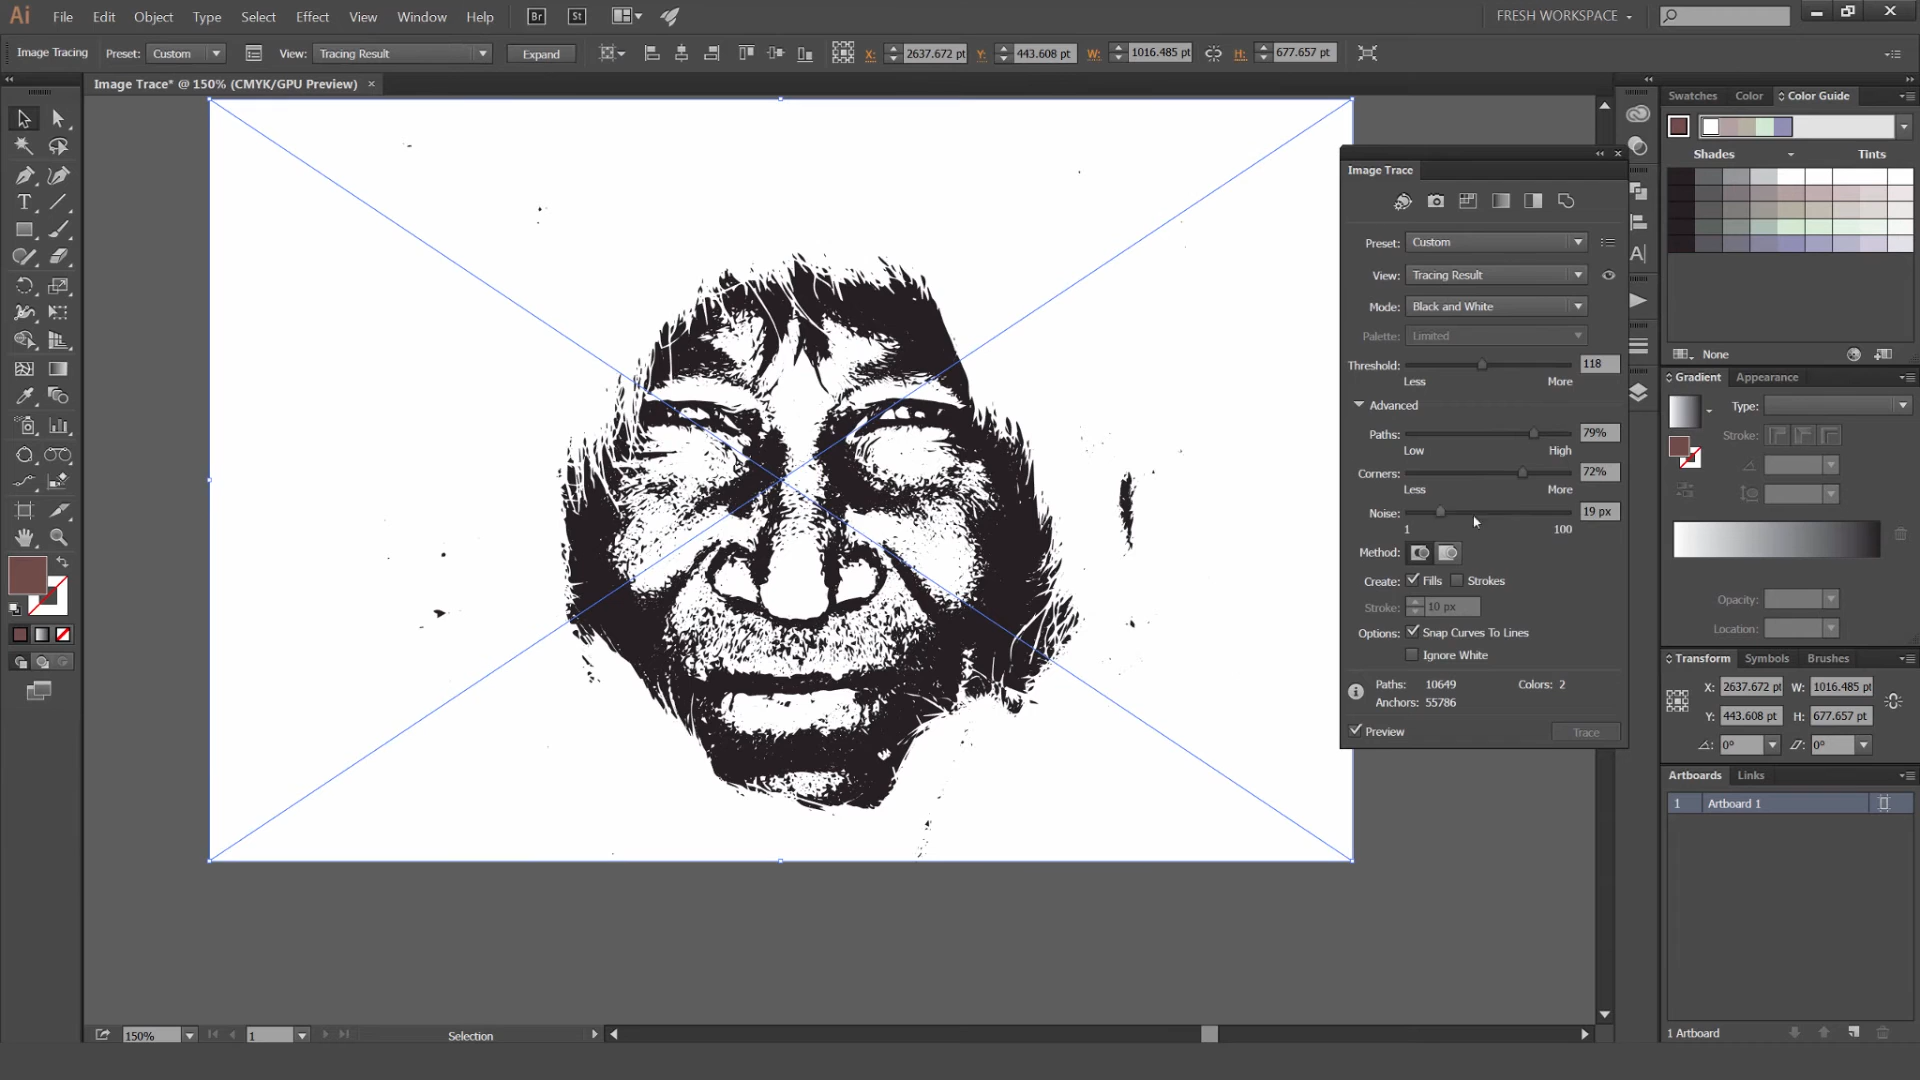 Ai File Edit Object Type Select Effect View Window Help Br St FRESH WORKSPACE
Image Tracing Preset: Custom View: Tracing Result Expand X: 2637.672 pt Y: 443.608 pt W: 1016.485 pt H: 677.657 pt
Image Trace* @ 150% (CMYK/GPU Preview) ×
Swatches Color Color Guide
Shades Tints
None
Gradient Appearance
Type:
Stroke:
Opacity:
Location:
Transform Symbols Brushes
X: 2637.672 pt W: 1016.485 pt
Y: 443.608 pt H: 677.657 pt
0° 0°
Artboards Links
1 Artboard 1
1 Artboard
Image Trace
Preset: Custom
View: Tracing Result
Mode: Black and White
Palette: Limited
Threshold: 118
Less More
Advanced
Paths: 79%
Low High
Corners: 72%
Less More
Noise: 19 px
1 100
Method:
Create: Fills Strokes
Stroke: 10 px
Options: Snap Curves To Lines
Ignore White
Paths: 10649 Colors: 2
Anchors: 55786
Preview Trace
150% 1 Selection